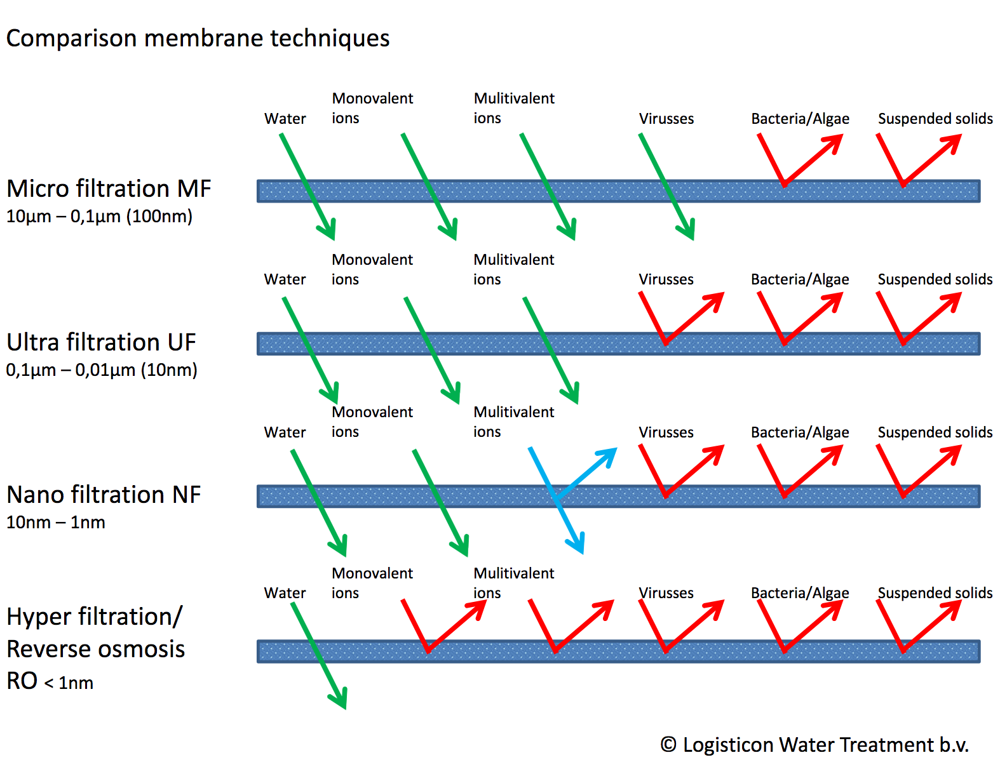 Comparison membrane techniques
Monovalent
ions
Mulitivalent
ions
Water
Virusses
Bacteria/Algae
Suspended solids
Micro filtration MF
10µm – 0,1µm (100nm)
Monovalent
ions
Mulitivalent
ions
Water
Virusses
Bacteria/Algae
Suspended solids
Ultra filtration UF
0,1µm – 0,01µm (10nm)
Monovalent
ions
Mulitivalent
ions
Water
Virusses
Bacteria/Algae
Suspended solids
Nano filtration NF
10nm – 1nm
Monovalent
ions
Mulitivalent
ions
Water
Virusses
Bacteria/Algae
Suspended solids
Hyper filtration/
Reverse osmosis
RO < 1nm
© Logisticon Water Treatment b.v.